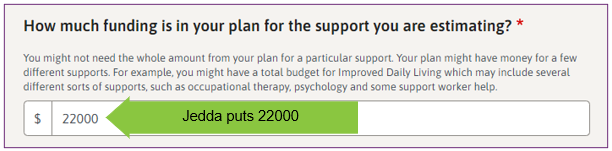 How much funding is in your plan for the support you are estimating? *
You might not need the whole amount from your plan for a particular support. Your plan might have money for a few
different supports. For example, you might have a total budget for Improved Daily Living which may include several
different sorts of supports, such as occupational therapy, psychology and some support worker help.
$ 22000 Jedda puts 22000